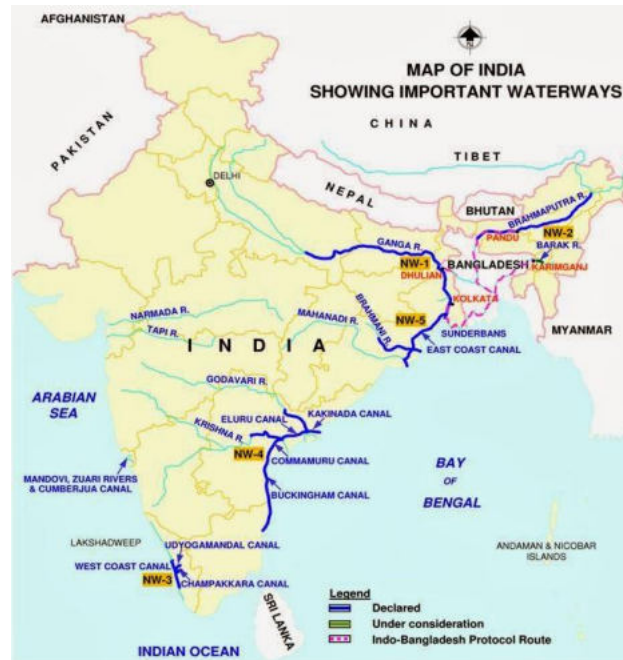 AFGHANISTAN
MAP OF INDIA
SHOWING IMPORTANT WATERWAYS
CHINA
PAKISTAN
TIBET
DELHI
NEPAL
BHUTAN
BRAHMAPUTRA R.
PANDU
NW-2
GANGA R.
BARAK R.
NW-1
DHULIAN
BANGLADESH
KARIMGANJ
KOLKATA
NARMADA R.
MAHANADI R.
BRAHMANI R.
NW-5
SUNDERBANS
MYANMAR
TAPI R.
INDIA
EAST COAST CANAL
GODAVARI R.
ARABIAN
SEA
KAKINADA CANAL
ELURU CANAL
KRISHNA R.
NW-4
COMMAMURU CANAL
BAY
OF
BENGAL
MANDOVI, ZUARI RIVERS
& CUMBERJUA CANAL
BUCKINGHAM CANAL
LAKSHADWEEP
UDYOGAMANDAL CANAL
ANDAMAN & NICOBAR
ISLANDS
WEST COAST CANAL
NW-3
CHAMPAKKARA CANAL
SRI LANKA
Legend
Declared
Under consideration
Indo-Bangladesh Protocol Route
INDIAN OCEAN